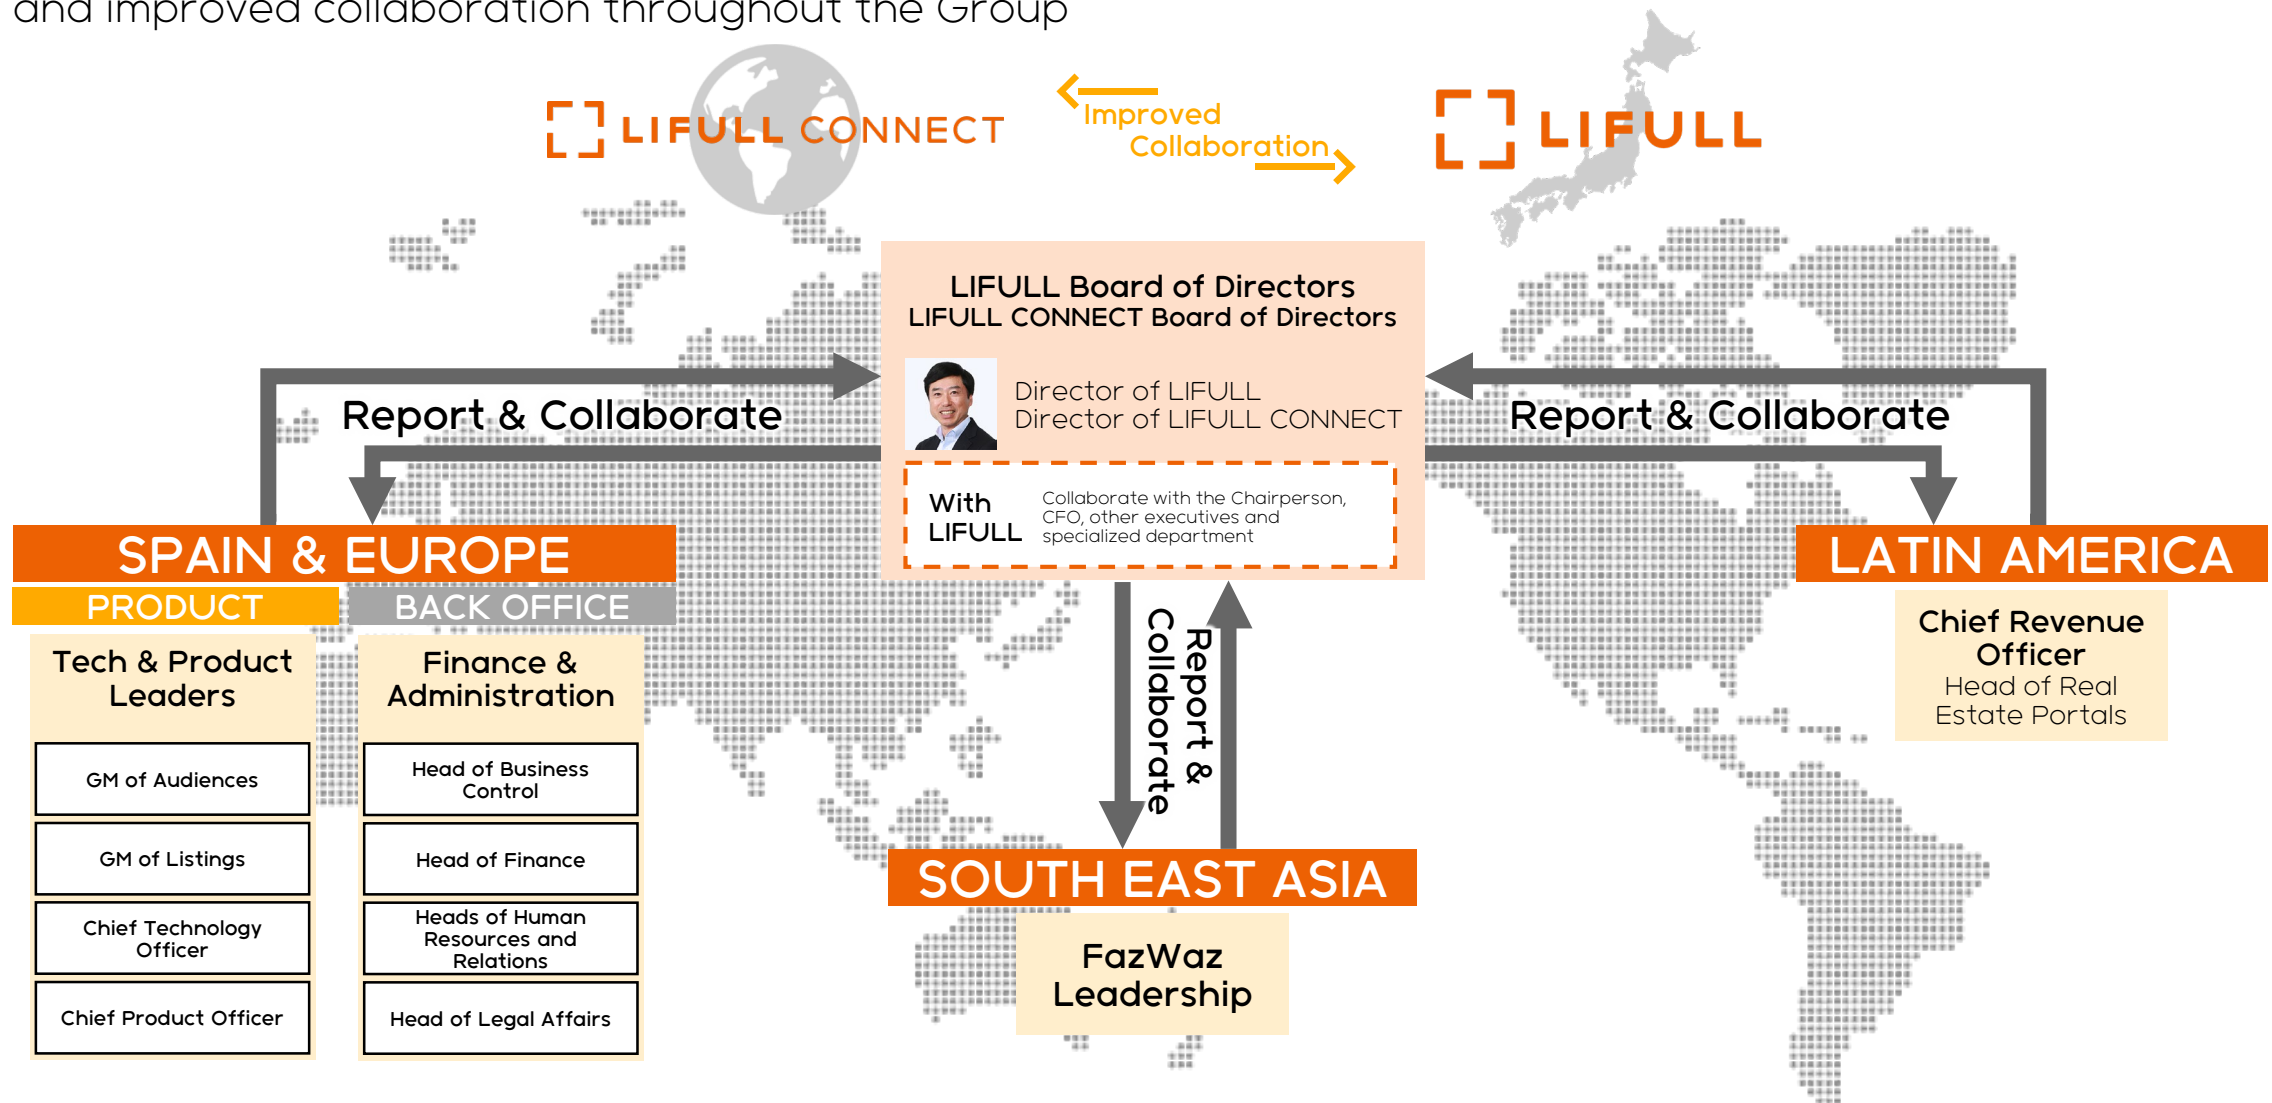 and improved collaboration throughout the Group
LIFULL CONNECT
Improved
Collaboration
LIFULL
LIFULL Board of Directors
LIFULL CONNECT Board of Directors
Director of LIFULL
Director of LIFULL CONNECT
With
LIFULL
Collaborate with the Chairperson,
CFO, other executives and
specialized department
Report & Collaborate
Report & Collaborate
SPAIN & EUROPE
PRODUCT
BACK OFFICE
Tech & Product
Leaders
GM of Audiences
GM of Listings
Chief Technology
Officer
Chief Product Officer
Finance &
Administration
Head of Business
Control
Head of Finance
Heads of Human
Resources and
Relations
Head of Legal Affairs
Report &
Collaborate
SOUTH EAST ASIA
FazWaz
Leadership
LATIN AMERICA
Chief Revenue
Officer
Head of Real
Estate Portals